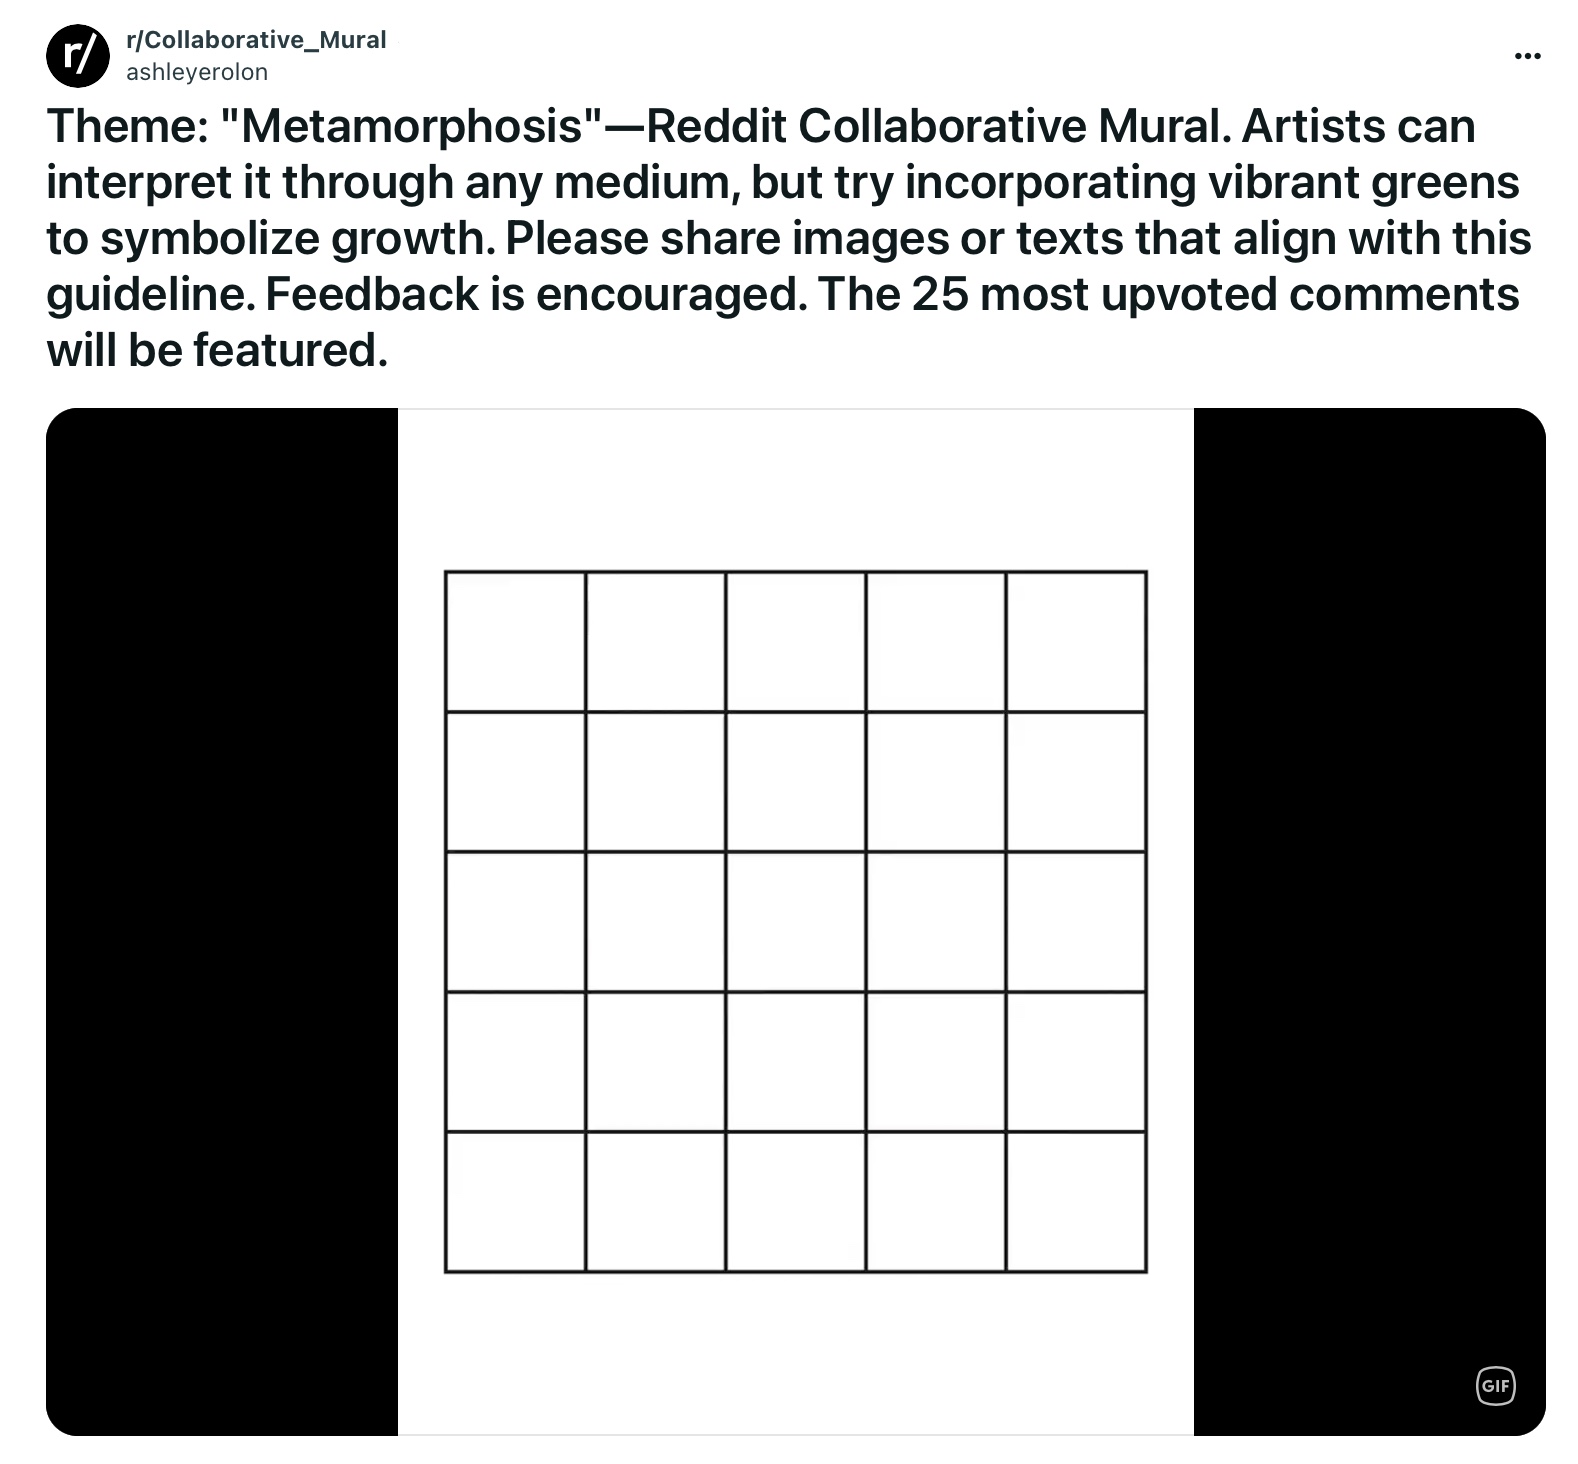 r/
r/Collaborative_Mural
ashleyerolon
Theme: "Metamorphosis"—Reddit Collaborative Mural. Artists can
interpret it through any medium, but try incorporating vibrant greens
to symbolize growth. Please share images or texts that align with this
guideline. Feedback is encouraged. The 25 most upvoted comments
will be featured.
GIF